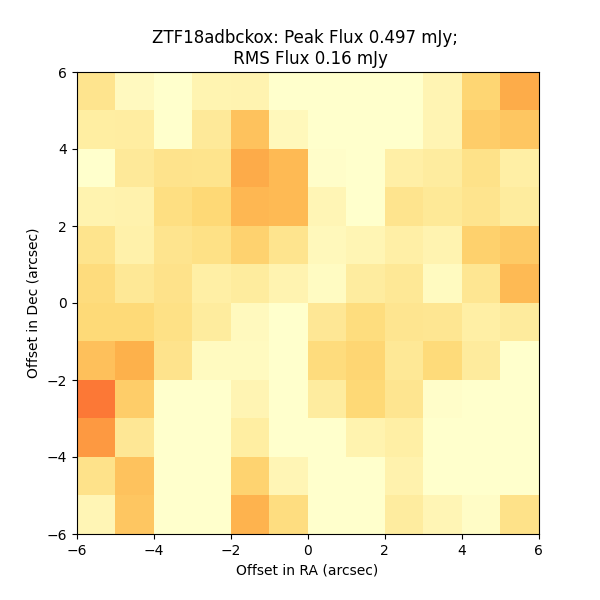 ZTF18adbckox: Peak Flux 0.497 mJy;
RMS Flux 0.16 mJy
6
4
2
0
−2
−4
−6
Offset in Dec (arcsec)
−6 −4 −2 0 2 4 6
Offset in RA (arcsec)